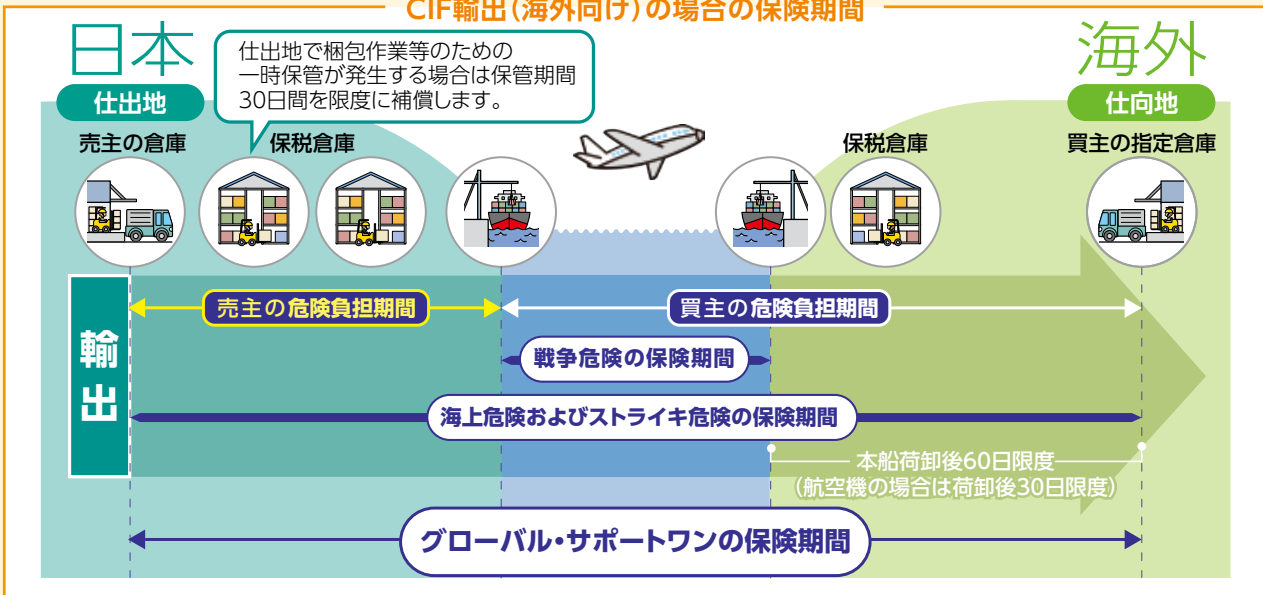 CIF輸出(海外向け)の場合の保険期間
日本
仕出地で梱包作業等のための
一時保管が発生する場合は保管期間
30日間を限度に補償します。
海外
仕出地
仕向地
売主の倉庫
保税倉庫
保税倉庫
買主の指定倉庫
輸出
売主の危険負担期間
買主の危険負担期間
戦争危険の保険期間
海上危険およびストライキ危険の保険期間
本船荷卸後60日限度
(航空機の場合は荷卸後30日限度)
グローバル・サポートワンの保険期間